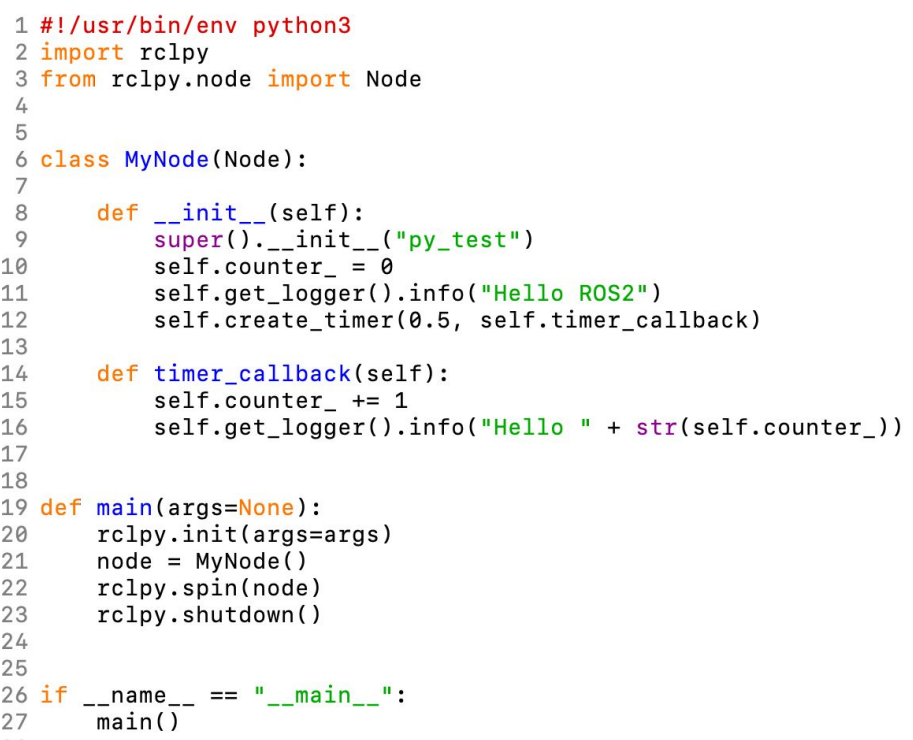 1 #!/usr/bin/env python3
2 import rclpy
3 from rclpy.node import Node
4
5
6 class MyNode(Node):
7
8     def __init__(self):
9         super().__init__("py_test")
10         self.counter_ = 0
11         self.get_logger().info("Hello ROS2")
12         self.create_timer(0.5, self.timer_callback)
13
14     def timer_callback(self):
15         self.counter_ += 1
16         self.get_logger().info("Hello " + str(self.counter_))
17
18
19 def main(args=None):
20     rclpy.init(args=args)
21     node = MyNode()
22     rclpy.spin(node)
23     rclpy.shutdown()
24
25
26 if __name__ == "__main__":
27     main()